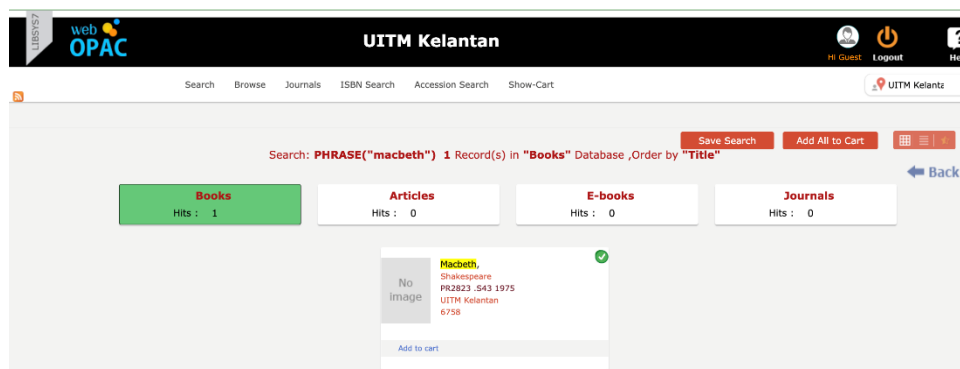 LIBSYS7
web
OPAC
UITM Kelantan
Hi Guest Logout
Search Browse Journals ISBN Search Accession Search Show-Cart
UITM Kelanta
Save Search Add All to Cart
Search: PHRASE("macbeth") 1 Record(s) in "Books" Database ,Order by "Title"
Back
Books Articles E-books Journals
Hits : 1 Hits : 0 Hits : 0 Hits : 0
No image
Macbeth,
Shakespeare
PR2823 .S43 1975
UITM Kelantan
6758
Add to cart